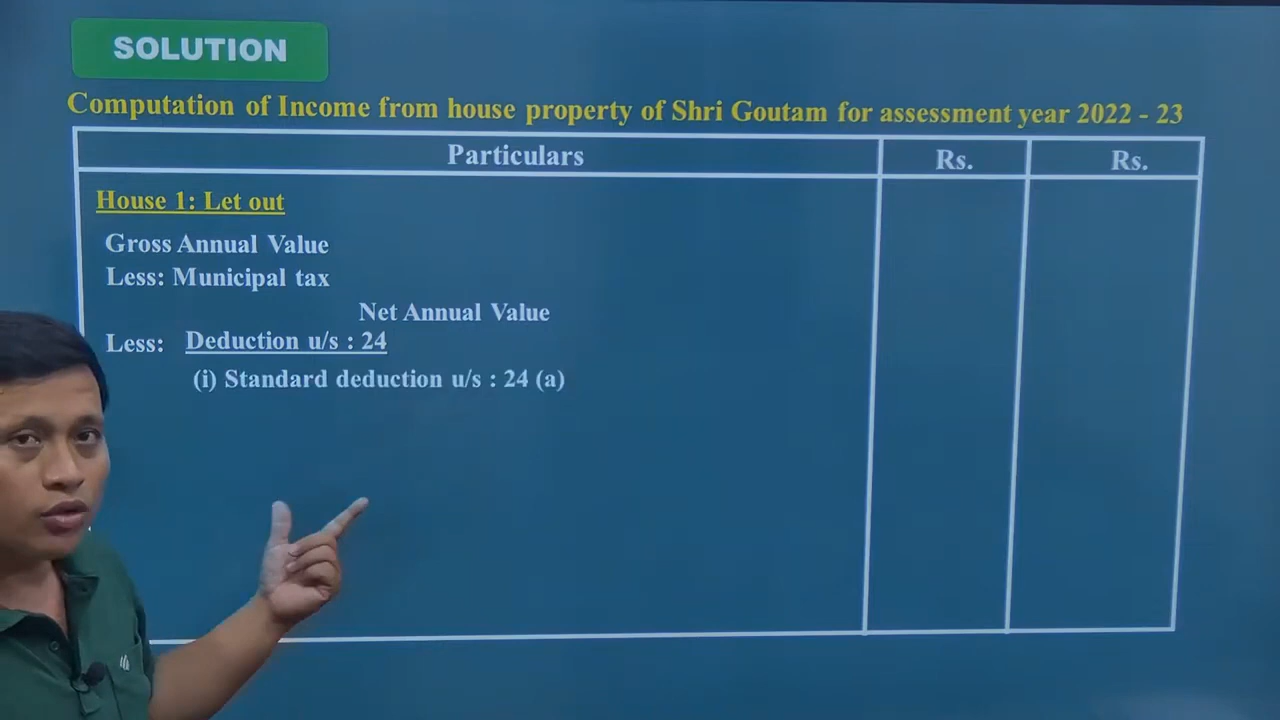 SOLUTION
Computation of Income from house property of Shri Goutam for assessment year 2022 - 23
Particulars Rs. Rs.
House 1: Let out
Gross Annual Value
Less: Municipal tax
Net Annual Value
Less: Deduction u/s : 24
(i) Standard deduction u/s : 24 (a)